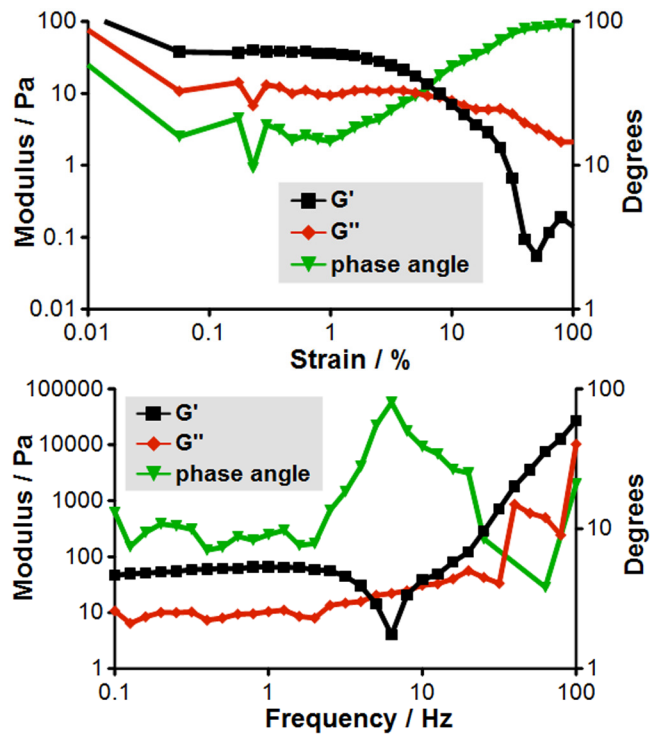 100
10
1
0.1
0.01
Modulus / Pa
100
10
1
Degrees
G'
G"
phase angle
0.01
0.1
1
10
100
Strain / %
100000
10000
1000
100
10
1
Modulus / Pa
100
10
1
Degrees
G'
G"
phase angle
0.1
1
10
100
Frequency / Hz